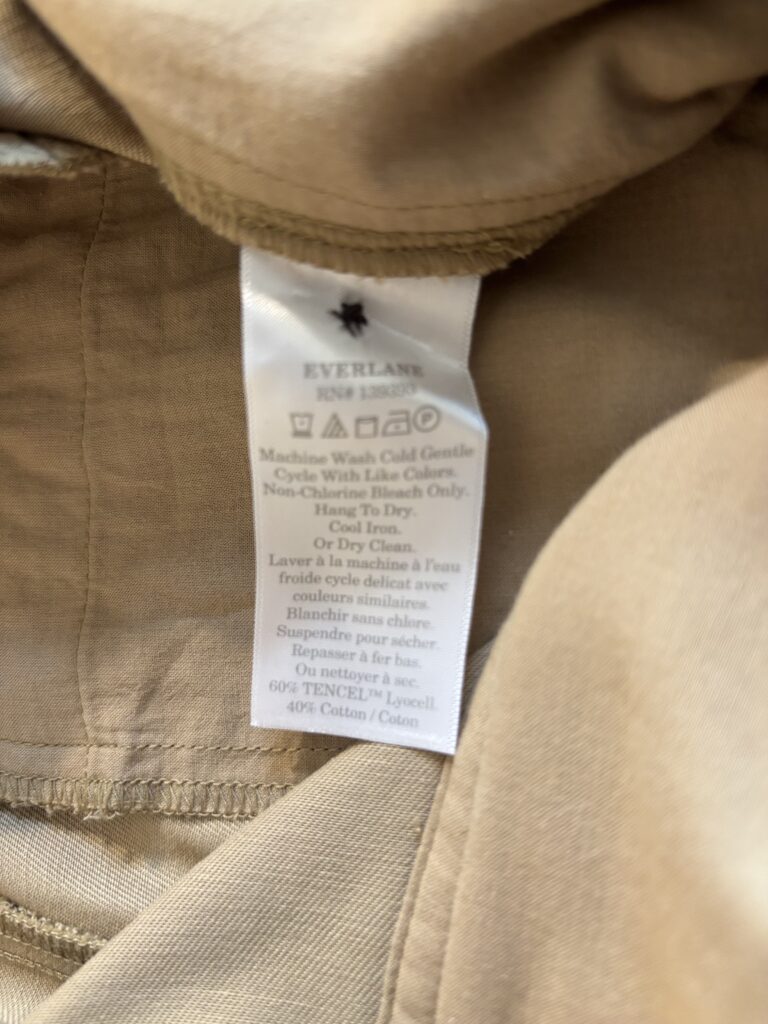 EVERLANE
RN# 139293
P
Machine Wash Cold Gentle
Cycle With Like Colors.
Non-Chlorine Bleach Only.
Hang To Dry.
Cool Iron.
Or Dry Clean.
Laver à la machine à l'eau
froide cycle delicat avec
couleurs similaires.
Blanchir sans chlore.
Suspendre pour sécher.
Repasser à fer bas.
Ou nettoyer à sec.
60% TENCEL™ Lyocell
40% Cotton / Coton